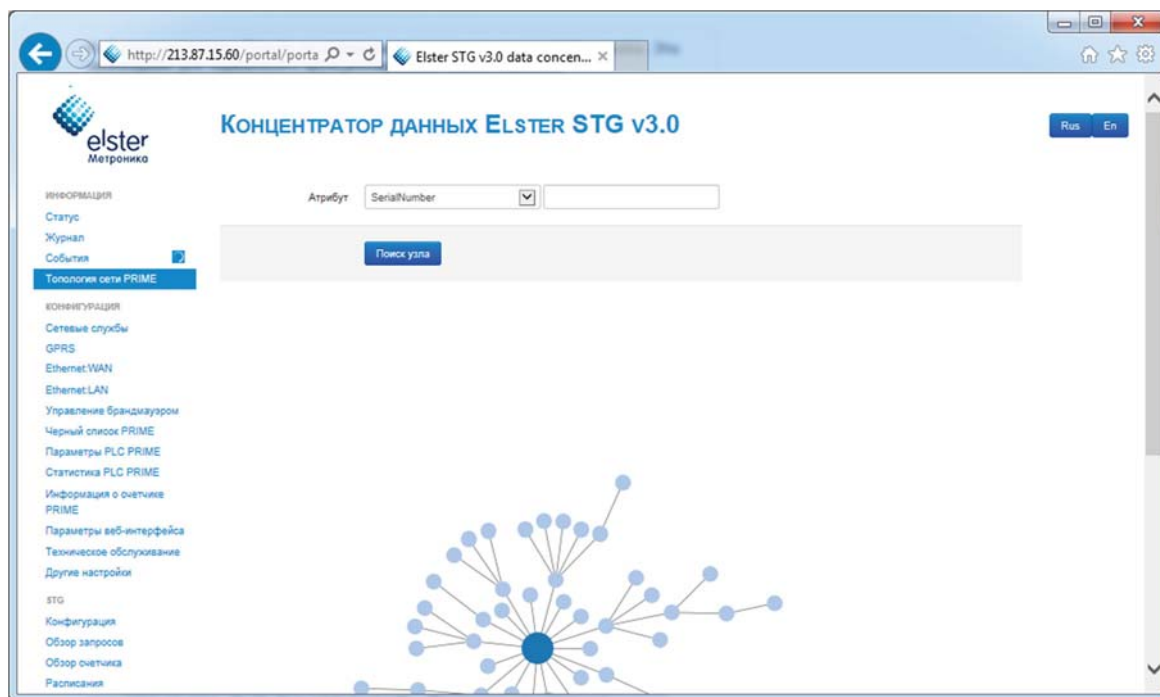 http://213.87.15.60/portal/porta
Elster STG v3.0 data concen...
elster
Метроника
КОНЦЕНТРАТОР ДАННЫХ ELSTER STG V3.0
Rus En
Атрибут SerialNumber
Поиск узла
ИНФОРМАЦИЯ
Статус
Журнал
События
Топология сети PRIME
КОНФИГУРАЦИЯ
Сетевые службы
GPRS
Ethernet:WAN
Ethernet:LAN
Управление брандмауэром
Черный список PRIME
Параметры PLC PRIME
Статистика PLC PRIME
Информация о счетчике
PRIME
Параметры веб-интерфейса
Техническое обслуживание
Другие настройки
STG
Конфигурация
Обзор запросов
Обзор счетчика
Расписания